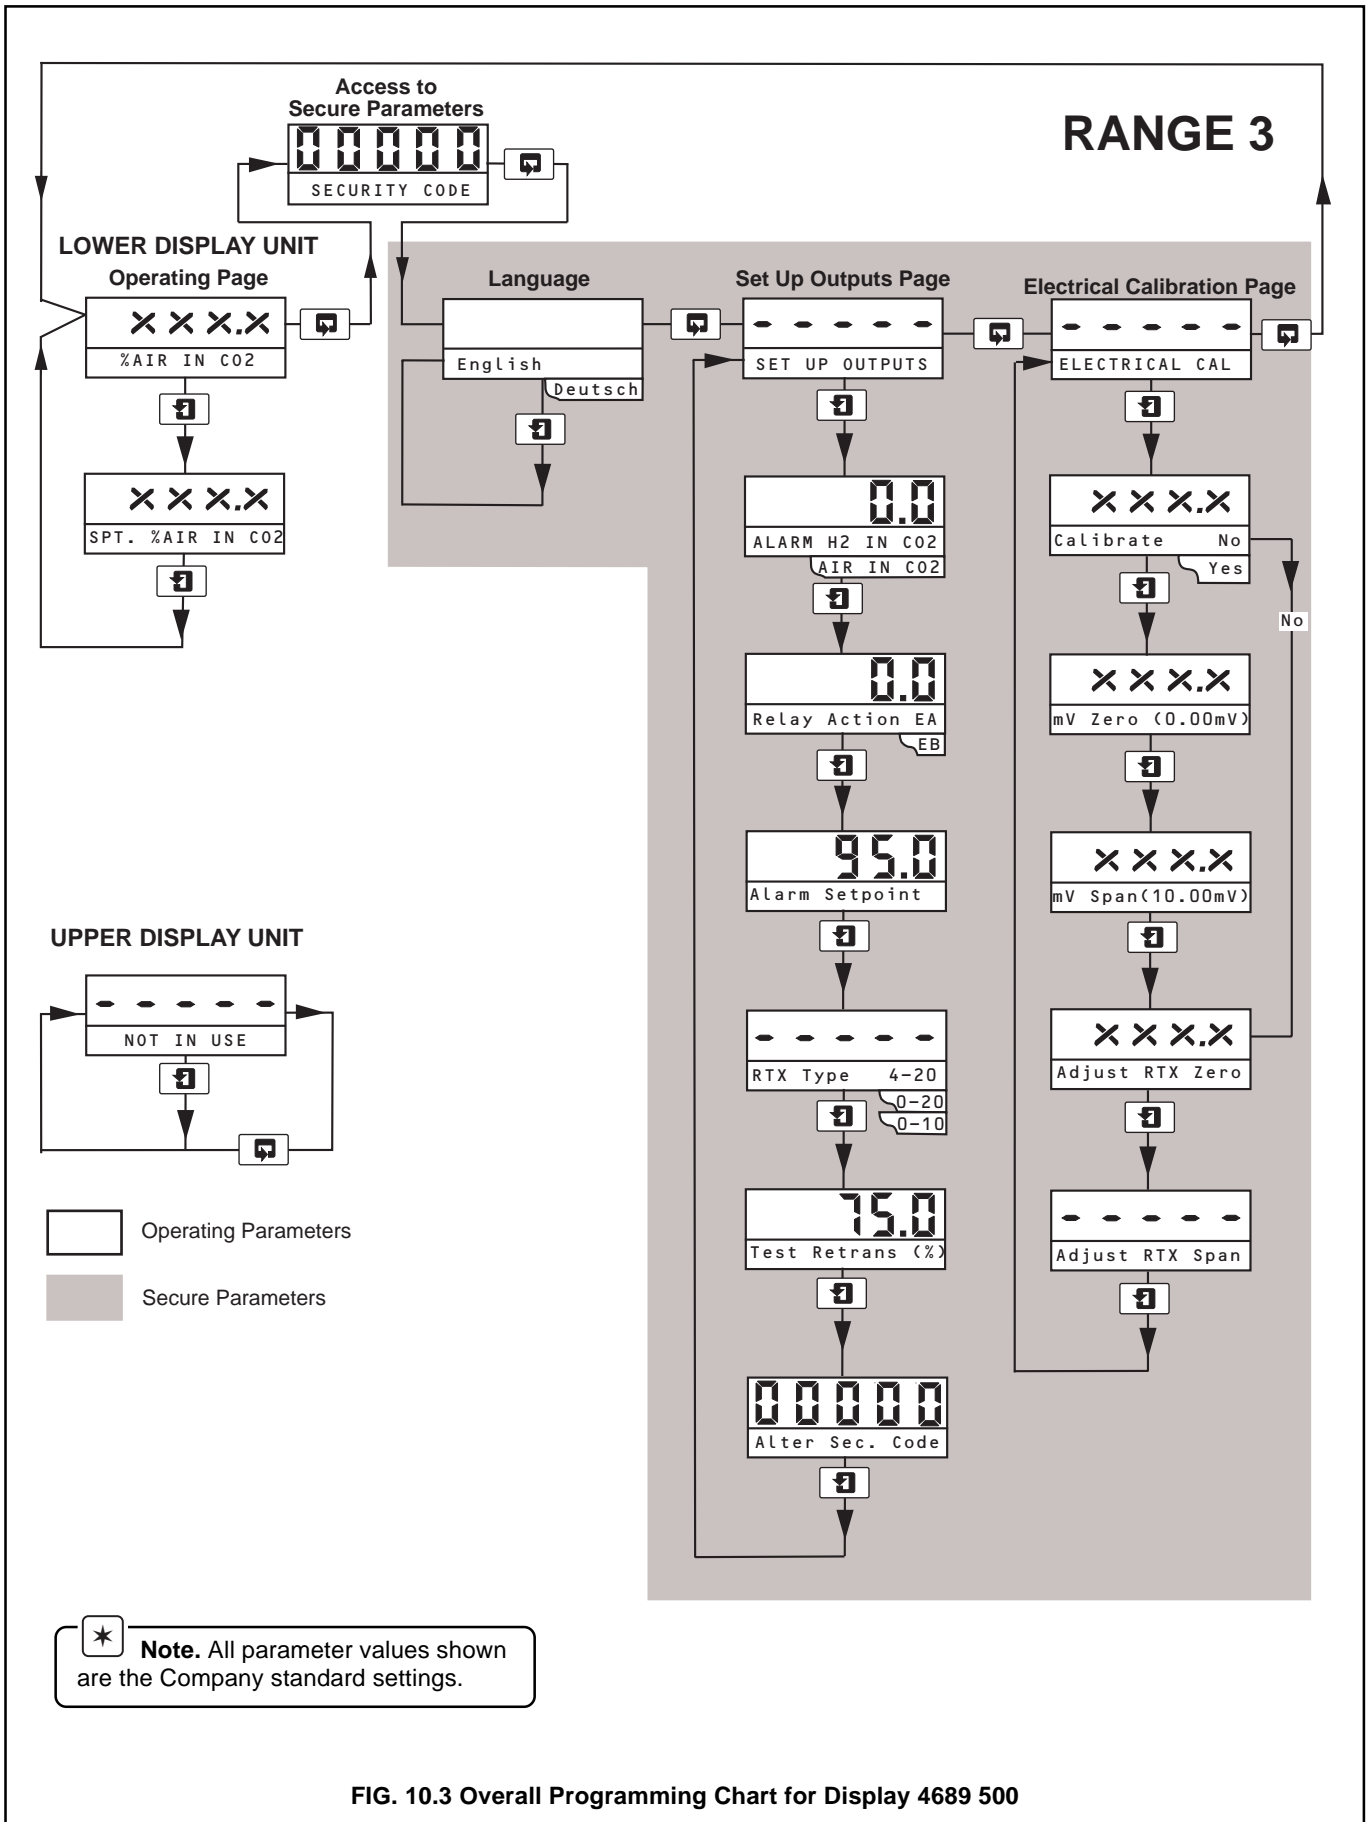 RANGE 3
Access to
Secure Parameters
00000
SECURITY CODE
LOWER DISPLAY UNIT
Operating Page
×××.×
%AIR IN CO2
×××.×
SPT. %AIR IN CO2
Language
English
Deutsch
Set Up Outputs Page
- - - - -
SET UP OUTPUTS
0.0
ALARM H2 IN CO2
AIR IN CO2
0.0
Relay Action EA
EB
95.0
Alarm Setpoint
- - - - -
RTX Type 4-20
0-20
0-10
75.0
Test Retrans (%)
00000
Alter Sec. Code
Electrical Calibration Page
- - - - -
ELECTRICAL CAL
×××.×
Calibrate No
Yes
No
×××.×
mV Zero (0.00mV)
×××.×
mV Span(10.00mV)
×××.×
Adjust RTX Zero
- - - - -
Adjust RTX Span
UPPER DISPLAY UNIT
- - - - -
NOT IN USE
Operating Parameters
Secure Parameters
Note. All parameter values shown
are the Company standard settings.
FIG. 10.3 Overall Programming Chart for Display 4689 500